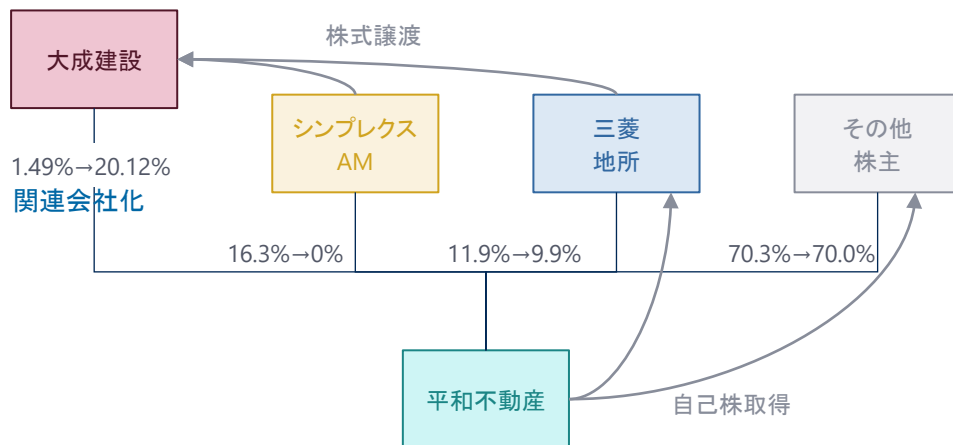 大成建設
株式譲渡
シンプレクス
AM
三菱
地所
その他
株主
1.49%→20.12%
関連会社化
16.3%→0%
11.9%→9.9%
70.3%→70.0%
平和不動産
自己株取得